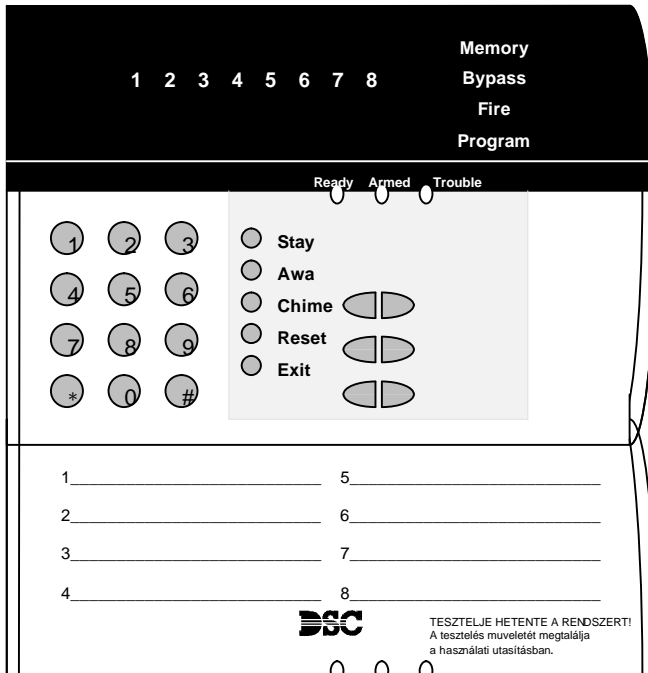 Memory
1 2 3 4 5 6 7 8 Bypass
Fire
Program
Ready Armed Trouble
1 2 3 Stay
Awa
4 5 6 Chime
7 8 9 Reset
Exit
* 0 #
1 5
2 6
3 7
4 8
DSC
TESZTELJE HETENTE A RENDSZERT!
A tesztelés muveletét megtalálja
a használati utasításban.